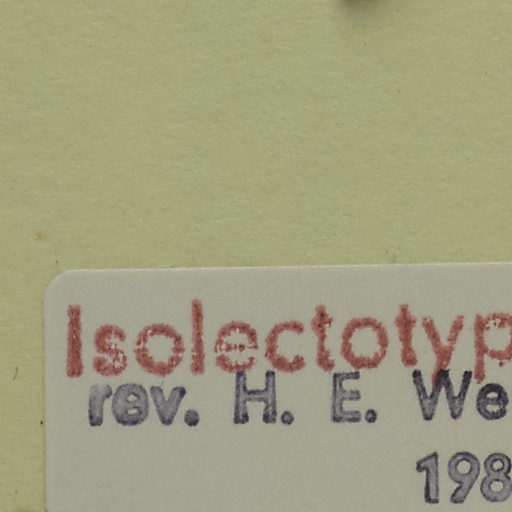 Isolectotyp
rev. H. E. We
198